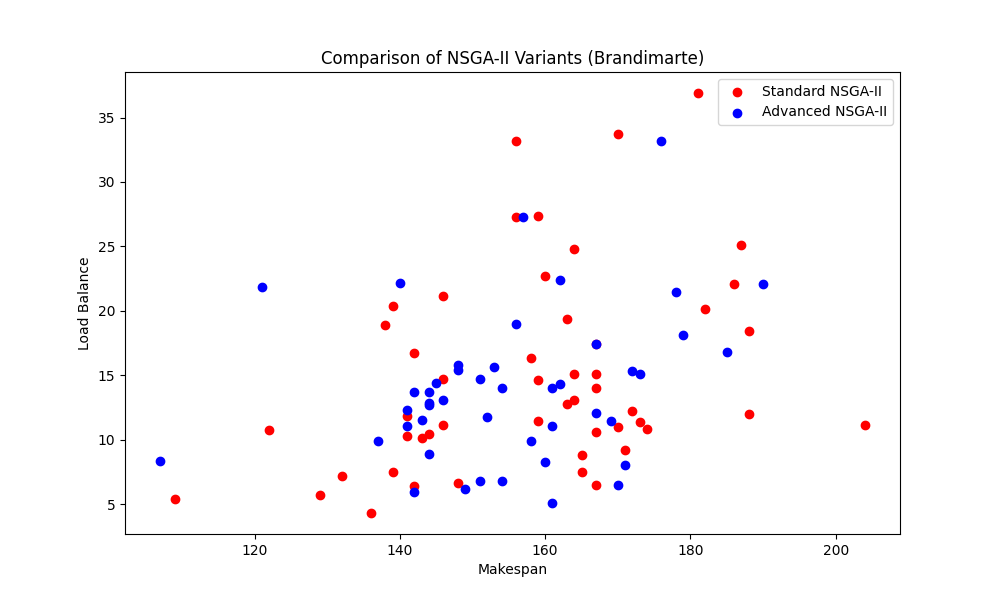 Comparison of NSGA-II Variants (Brandimarte)
Standard NSGA-II
Advanced NSGA-II
Load Balance
35
30
25
20
15
10
5
120 140 160 180 200
Makespan